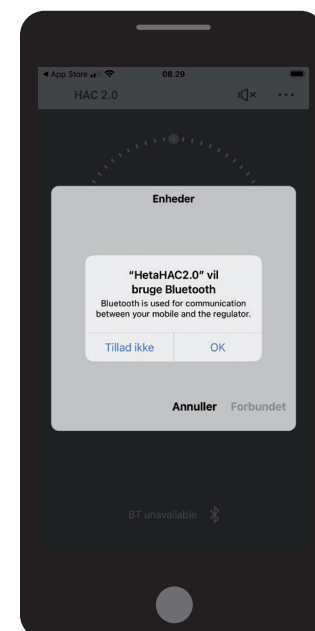 ◀ App Store 08.29
HAC 2.0
Enheder
“HetaHAC2.0” vil
bruge Bluetooth
Bluetooth is used for communication
between your mobile and the regulator.
Tillad ikke OK
Annuller Forbundet
BT unavailable